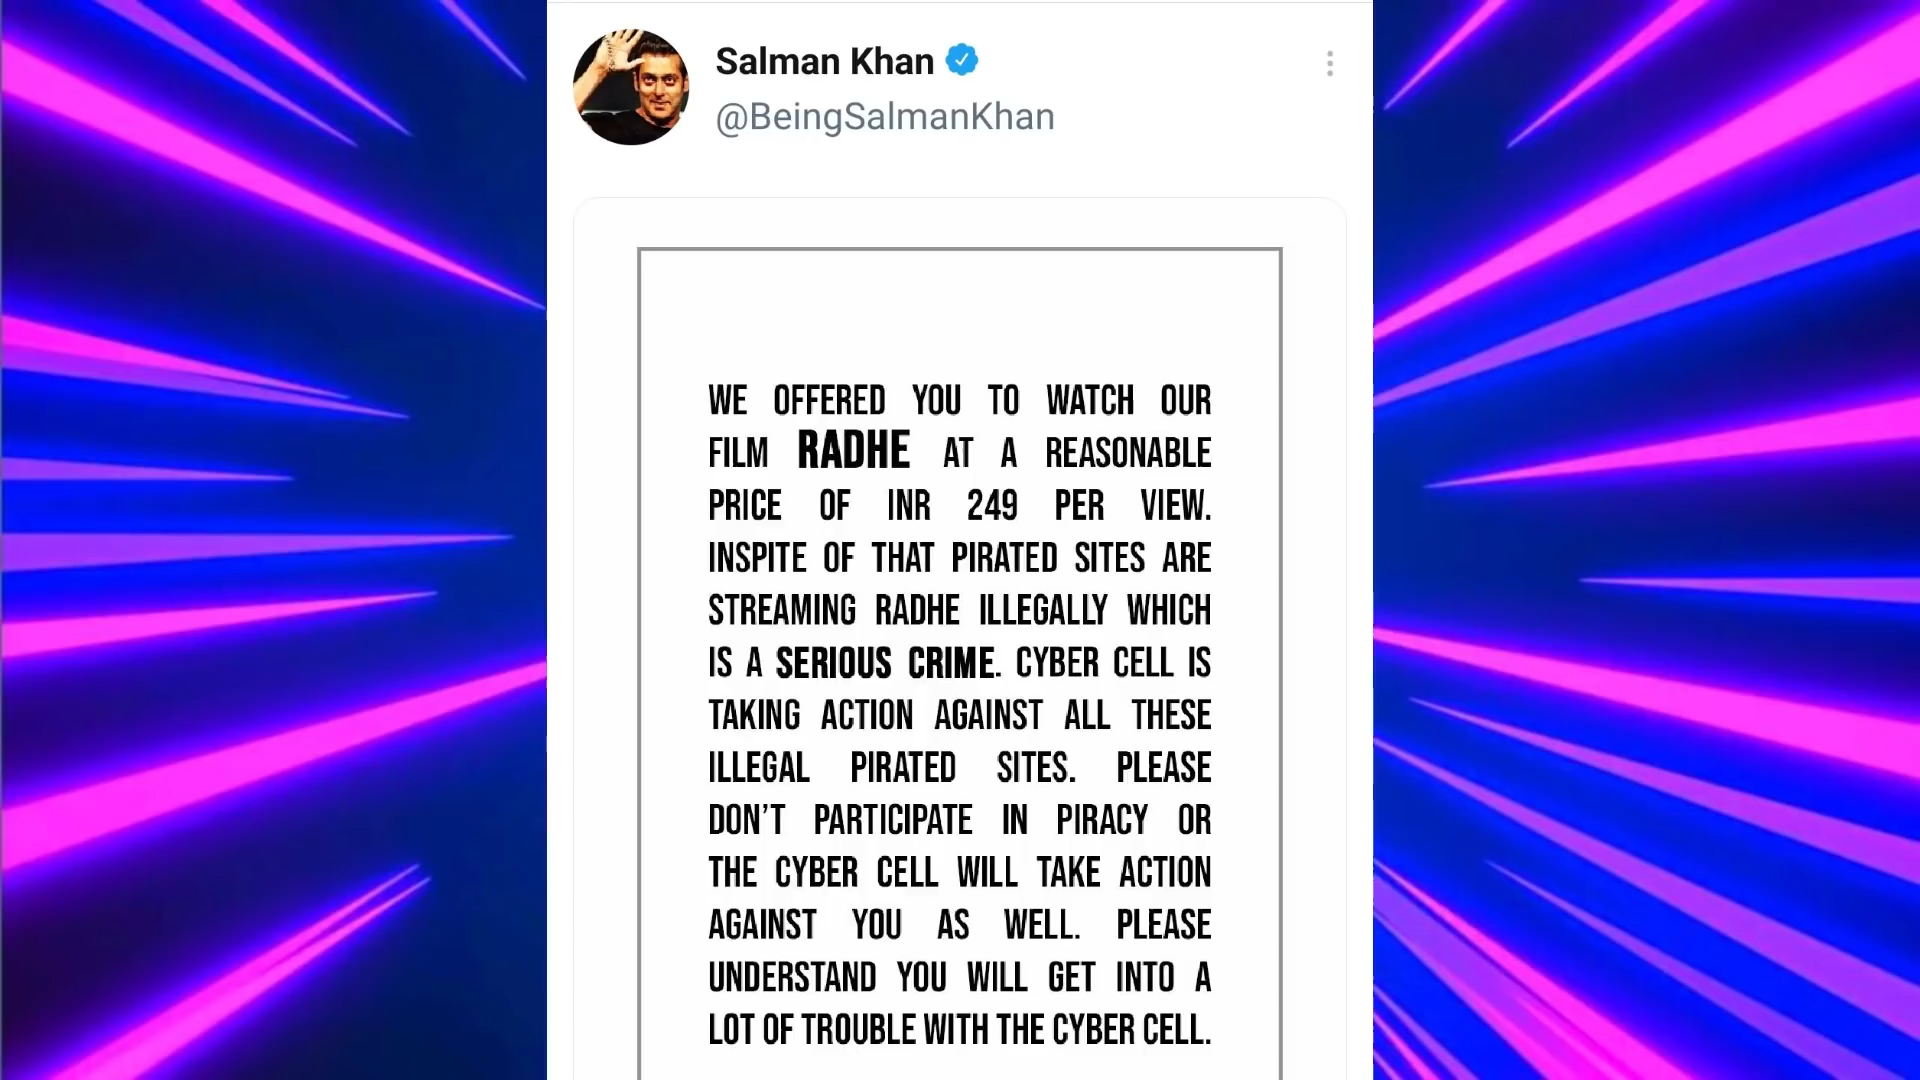 Salman Khan
@BeingSalmanKhan
WE OFFERED YOU TO WATCH OUR
FILM RADHE AT A REASONABLE
PRICE OF INR 249 PER VIEW.
INSPITE OF THAT PIRATED SITES ARE
STREAMING RADHE ILLEGALLY WHICH
IS A SERIOUS CRIME. CYBER CELL IS
TAKING ACTION AGAINST ALL THESE
ILLEGAL PIRATED SITES. PLEASE
DON'T PARTICIPATE IN PIRACY OR
THE CYBER CELL WILL TAKE ACTION
AGAINST YOU AS WELL. PLEASE
UNDERSTAND YOU WILL GET INTO A
LOT OF TROUBLE WITH THE CYBER CELL.